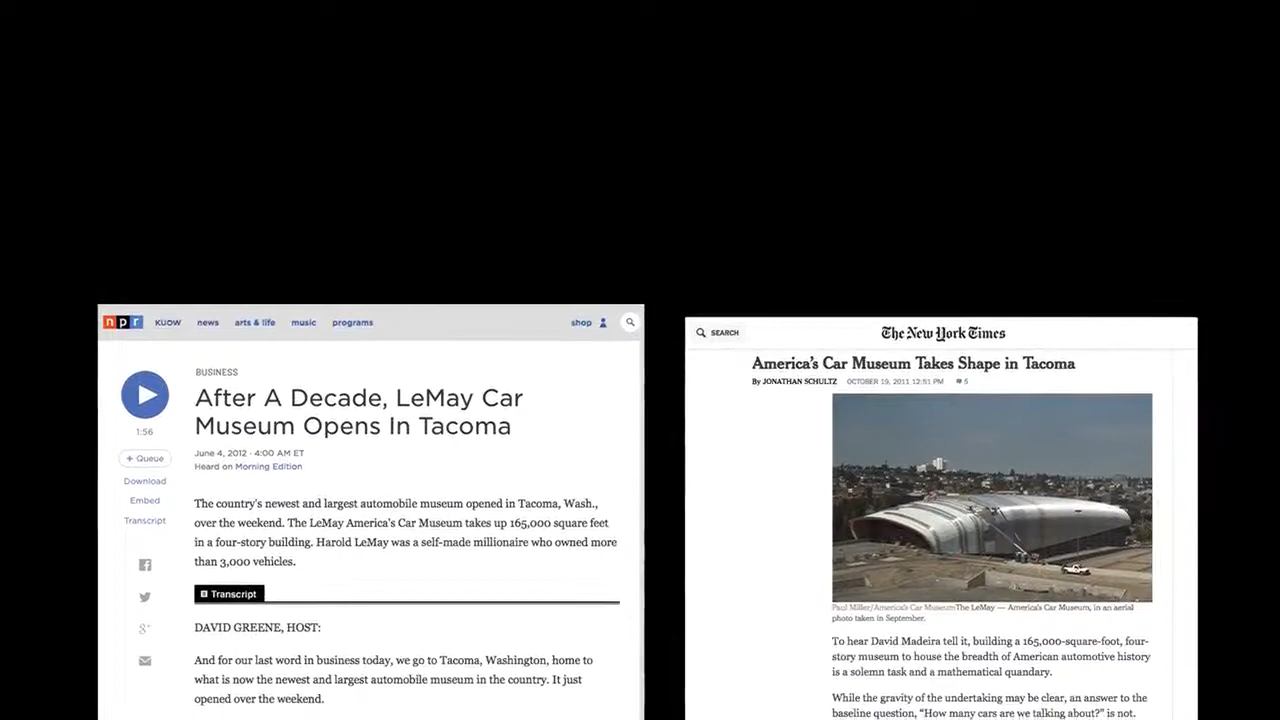 npr KUOW news arts & life music programs shop
BUSINESS
After A Decade, LeMay Car
Museum Opens In Tacoma
1:56
June 4, 2012 · 4:00 AM ET
Heard on Morning Edition
+ Queue
Download
Embed
Transcript
The country's newest and largest automobile museum opened in Tacoma, Wash.,
over the weekend. The LeMay America's Car Museum takes up 165,000 square feet
in a four-story building. Harold LeMay was a self-made millionaire who owned more
than 3,000 vehicles.
Transcript
DAVID GREENE, HOST:
And for our last word in business today, we go to Tacoma, Washington, home to
what is now the newest and largest automobile museum in the country. It just
opened over the weekend.
SEARCH
The New York Times
America's Car Museum Takes Shape in Tacoma
By JONATHAN SCHULTZ OCTOBER 19, 2011 12:51 PM 5
Paul Miller/America's Car MuseumThe LeMay — America's Car Museum, in an aerial
photo taken in September.
To hear David Madeira tell it, building a 165,000-square-foot, four-
story museum to house the breadth of American automotive history
is a solemn task and a mathematical quandary.
While the gravity of the undertaking may be clear, an answer to the
baseline question, "How many cars are we talking about?" is not.